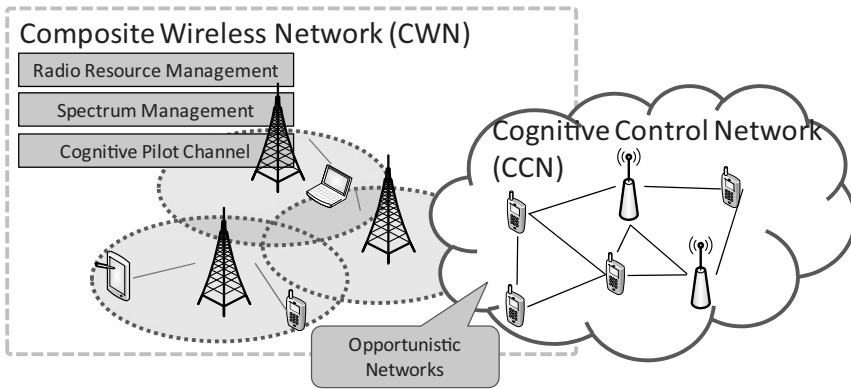 Composite Wireless Network (CWN)
Radio Resource Management
Spectrum Management
Cognitive Pilot Channel
Cognitive Control Network
(CCN)
Opportunistic
Networks